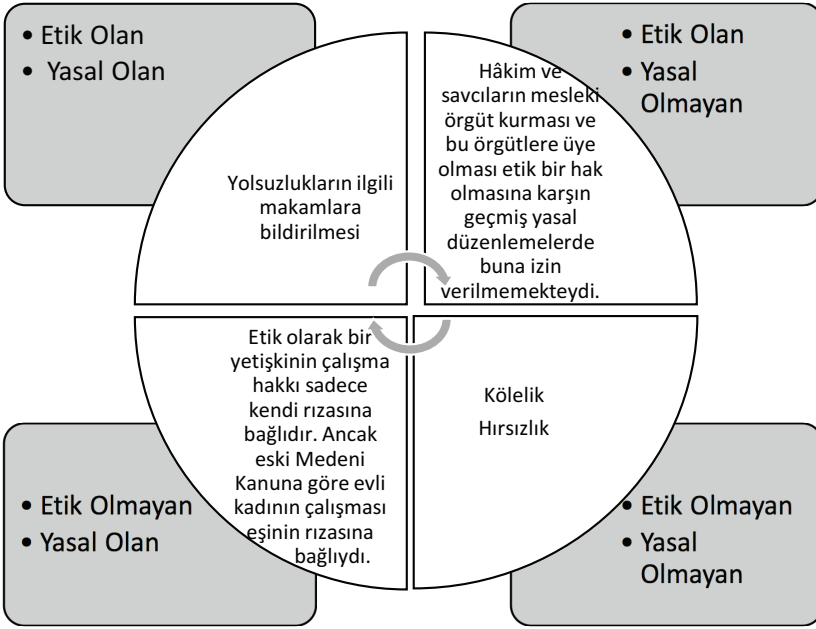 • Etik Olan
• Yasal Olan
Yolsuzlukların ilgili
makamlara
bildirilmesi
• Etik Olan
• Yasal
Olmayan
Hâkim ve
savcıların mesleki
örgüt kurması ve
bu örgütlere üye
olması etik bir hak
olmasına karşın
geçmiş yasal
düzenlemelerde
buna izin
verilmemekteydi.
Etik olarak bir
yetişkinin çalışma
hakkı sadece
kendi rızasına
bağlıdır. Ancak
eski Medeni
Kanuna göre evli
kadının çalışması
eşinin rızasına
bağlıydı.
• Etik Olmayan
• Yasal Olan
Kölelik
Hırsızlık
• Etik Olmayan
• Yasal
Olmayan